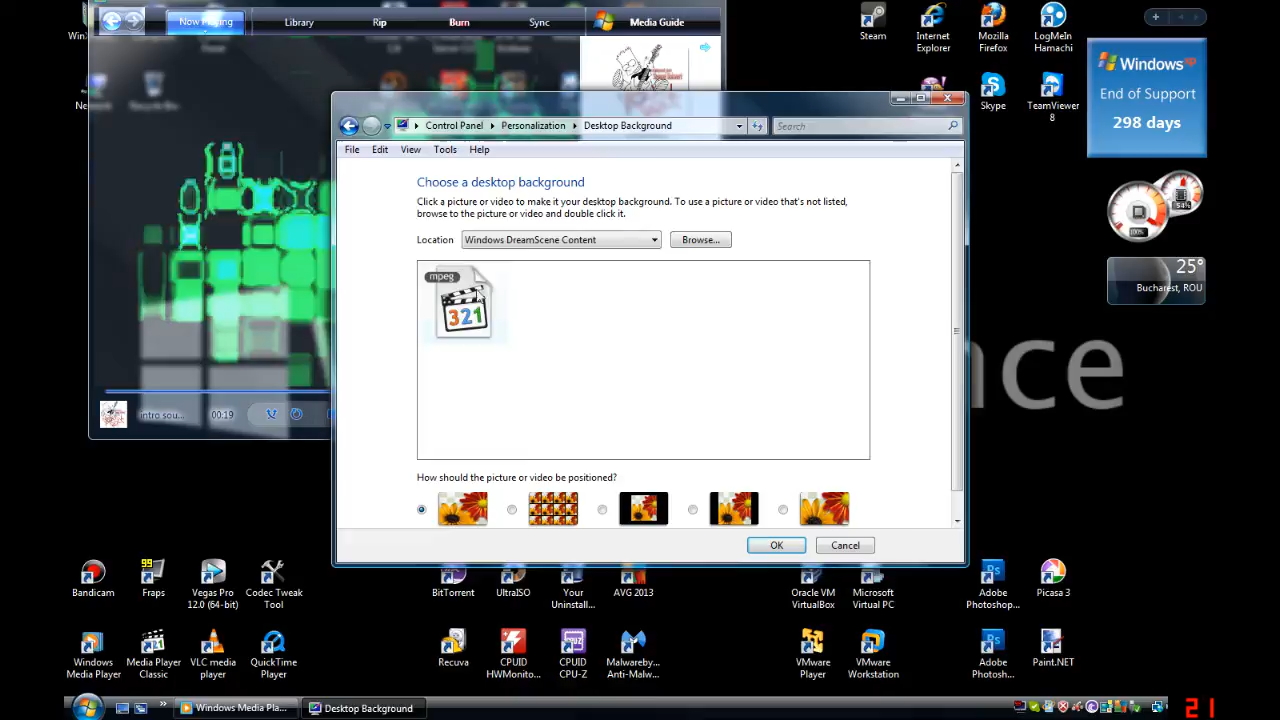 Now Playing Library Rip Burn Sync Media Guide
Steam Internet Explorer Mozilla Firefox LogMeIn Hamachi
Skype TeamViewer 8
Windows xp
End of Support
298 days
100% 54%
25°
Bucharest, ROU
Control Panel Personalization Desktop Background Search
File Edit View Tools Help
Choose a desktop background
Click a picture or video to make it your desktop background. To use a picture or video that's not listed,
browse to the picture or video and double click it.
Location Windows DreamScene Content Browse...
mpeg
321
nce
intro sou... 00:19
How should the picture or video be positioned?
OK Cancel
99
Bandicam Fraps Vegas Pro 12.0 (64-bit) Codec Tweak Tool BitTorrent UltraISO Your Uninstall... AVG 2013 Oracle VM VirtualBox Microsoft Virtual PC Adobe Photoshop... Picasa 3
Windows Media Player Media Player Classic VLC media player QuickTime Player Recuva CPUID HWMonito... CPUID CPU-Z Malwareby... Anti-Malw... VMware Player VMware Workstation Adobe Photosh... Paint.NET
Windows Media Pla... Desktop Background
21